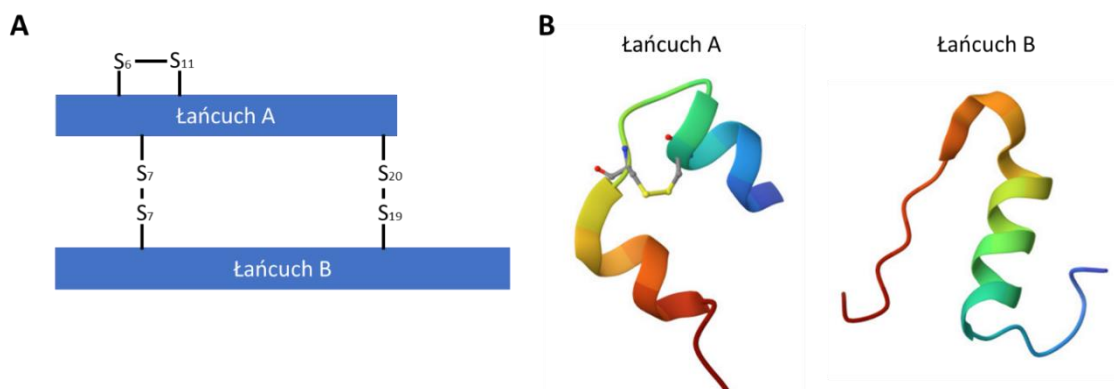 A
S6 S11
Łańcuch A
S7 S20
S7 S19
Łańcuch B
B
Łańcuch A
Łańcuch B